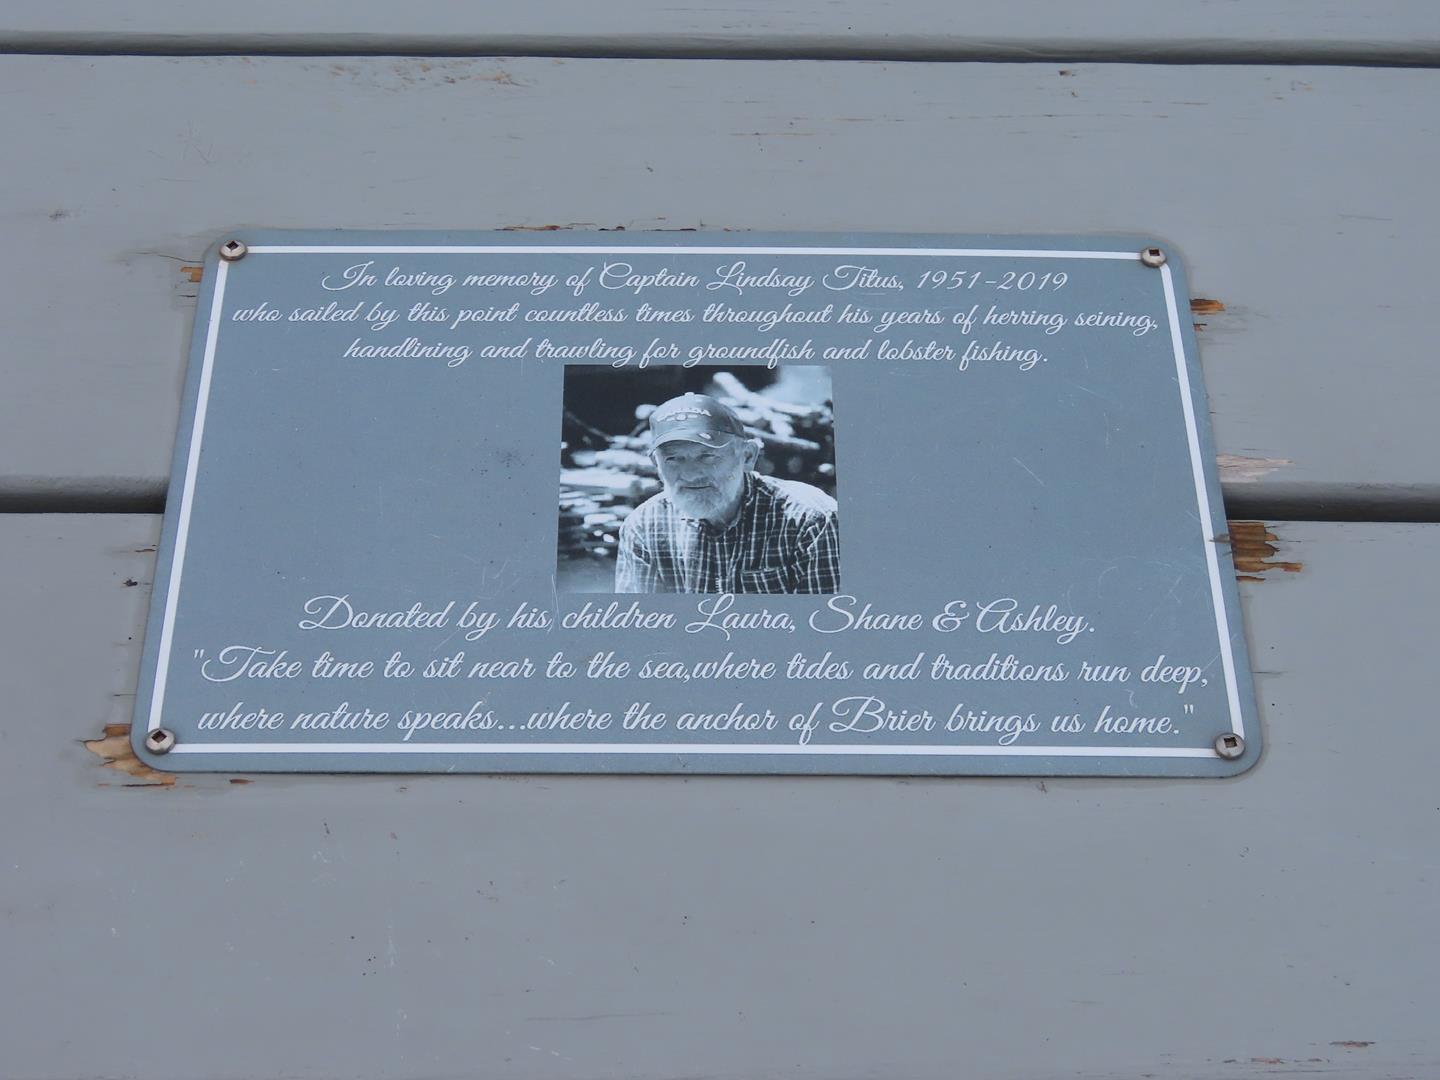 In loving memory of Captain Lindsay Titus, 1951-2019
who sailed by this point countless times throughout his years of herring seining,
handlining and trawling for groundfish and lobster fishing.
CANADA
Donated by his children Laura, Shane & Ashley.
"Take time to sit near to the sea,where tides and traditions run deep,
where nature speaks...where the anchor of Brier brings us home."